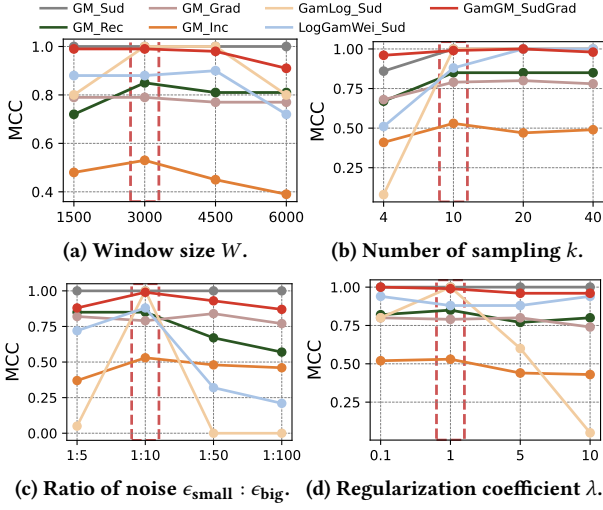 GM_Sud GM_Grad GamLog_Sud GamGM_SudGrad
GM_Rec GM_Inc LogGamWei_Sud
MCC
1.0
0.8
0.6
0.4
1500 3000 4500 6000
(a) Window size W.
MCC
1.00
0.75
0.50
0.25
4 10 20 40
(b) Number of sampling k.
MCC
1.00
0.75
0.50
0.25
0.00
1:5 1:10 1:50 1:100
(c) Ratio of noise ϵsmall : ϵbig.
MCC
1.00
0.75
0.50
0.25
0.1 1 5 10
(d) Regularization coefficient λ.